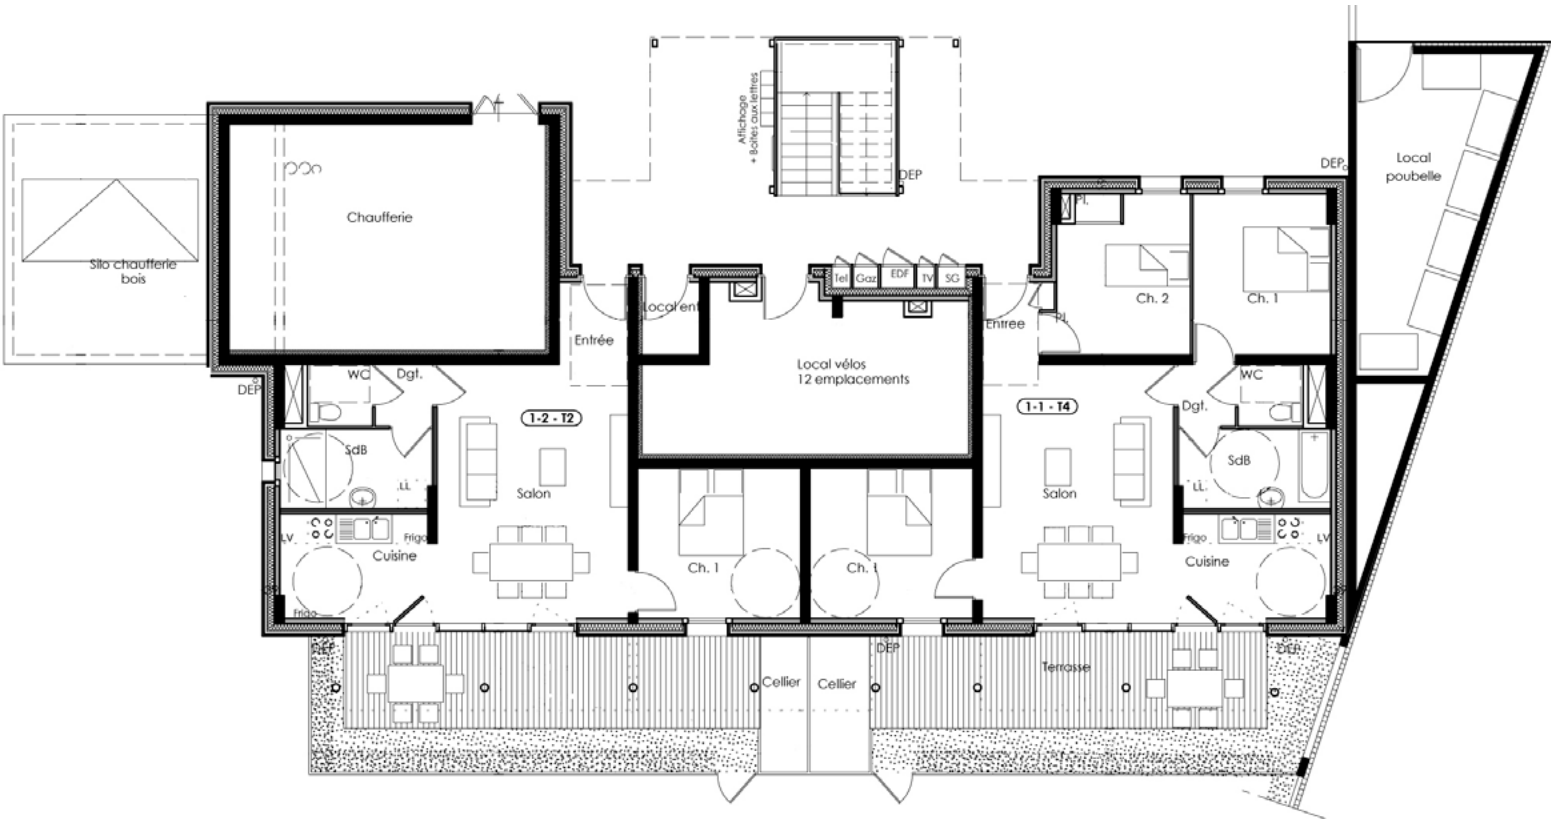 Affichage
+ Boites aux lettres
DEP
DEP
Local
poubelle
Pl.
Chaufferie
Silo chaufferie
bois
Tel
Gaz
EDF
TV
SG
Ch. 2
Ch. 1
Local ent
Entrée
Entree
Pl.
Local vélos
12 emplacements
DEP
WC
Dgt.
1-2 - T2
1-1 - T4
Dgt.
WC
SdB
LL
Salon
Salon
SdB
LL
LV
Frigo
Cuisine
Frigo
Ch. 1
Ch. 1
Frigo
Cuisine
LV
DEP
DEP
DEP
Terrasse
Cellier
Cellier